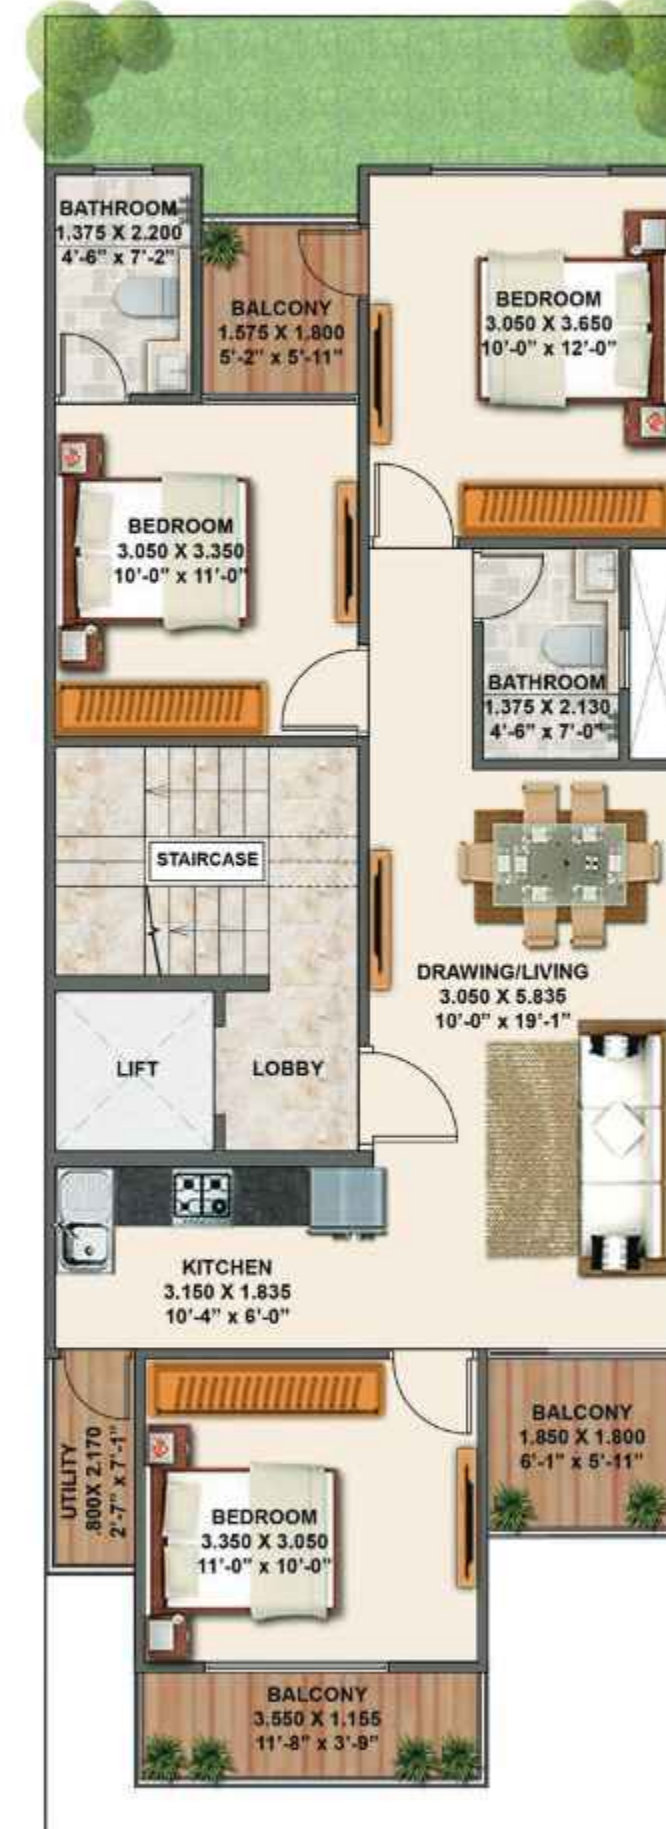 BATHROOM
1.375 X 2.200
4'-6" x 7'-2"
BALCONY
1.575 X 1.800
5'-2" x 5'-11"
BEDROOM
3.050 X 3.650
10'-0" x 12'-0"
BEDROOM
3.050 X 3.350
10'-0" x 11'-0"
BATHROOM
1.375 X 2.130
4'-6" x 7'-0"
STAIRCASE
DRAWING/LIVING
3.050 X 5.835
10'-0" x 19'-1"
LIFT
LOBBY
KITCHEN
3.150 X 1.835
10'-4" x 6'-0"
UTILITY
.800X 2.170
2'-7" x 7'-1"
BALCONY
1.850 X 1.800
6'-1" x 5'-11"
BEDROOM
3.350 X 3.050
11'-0" x 10'-0"
BALCONY
3.550 X 1.155
11'-8" x 3'-9"